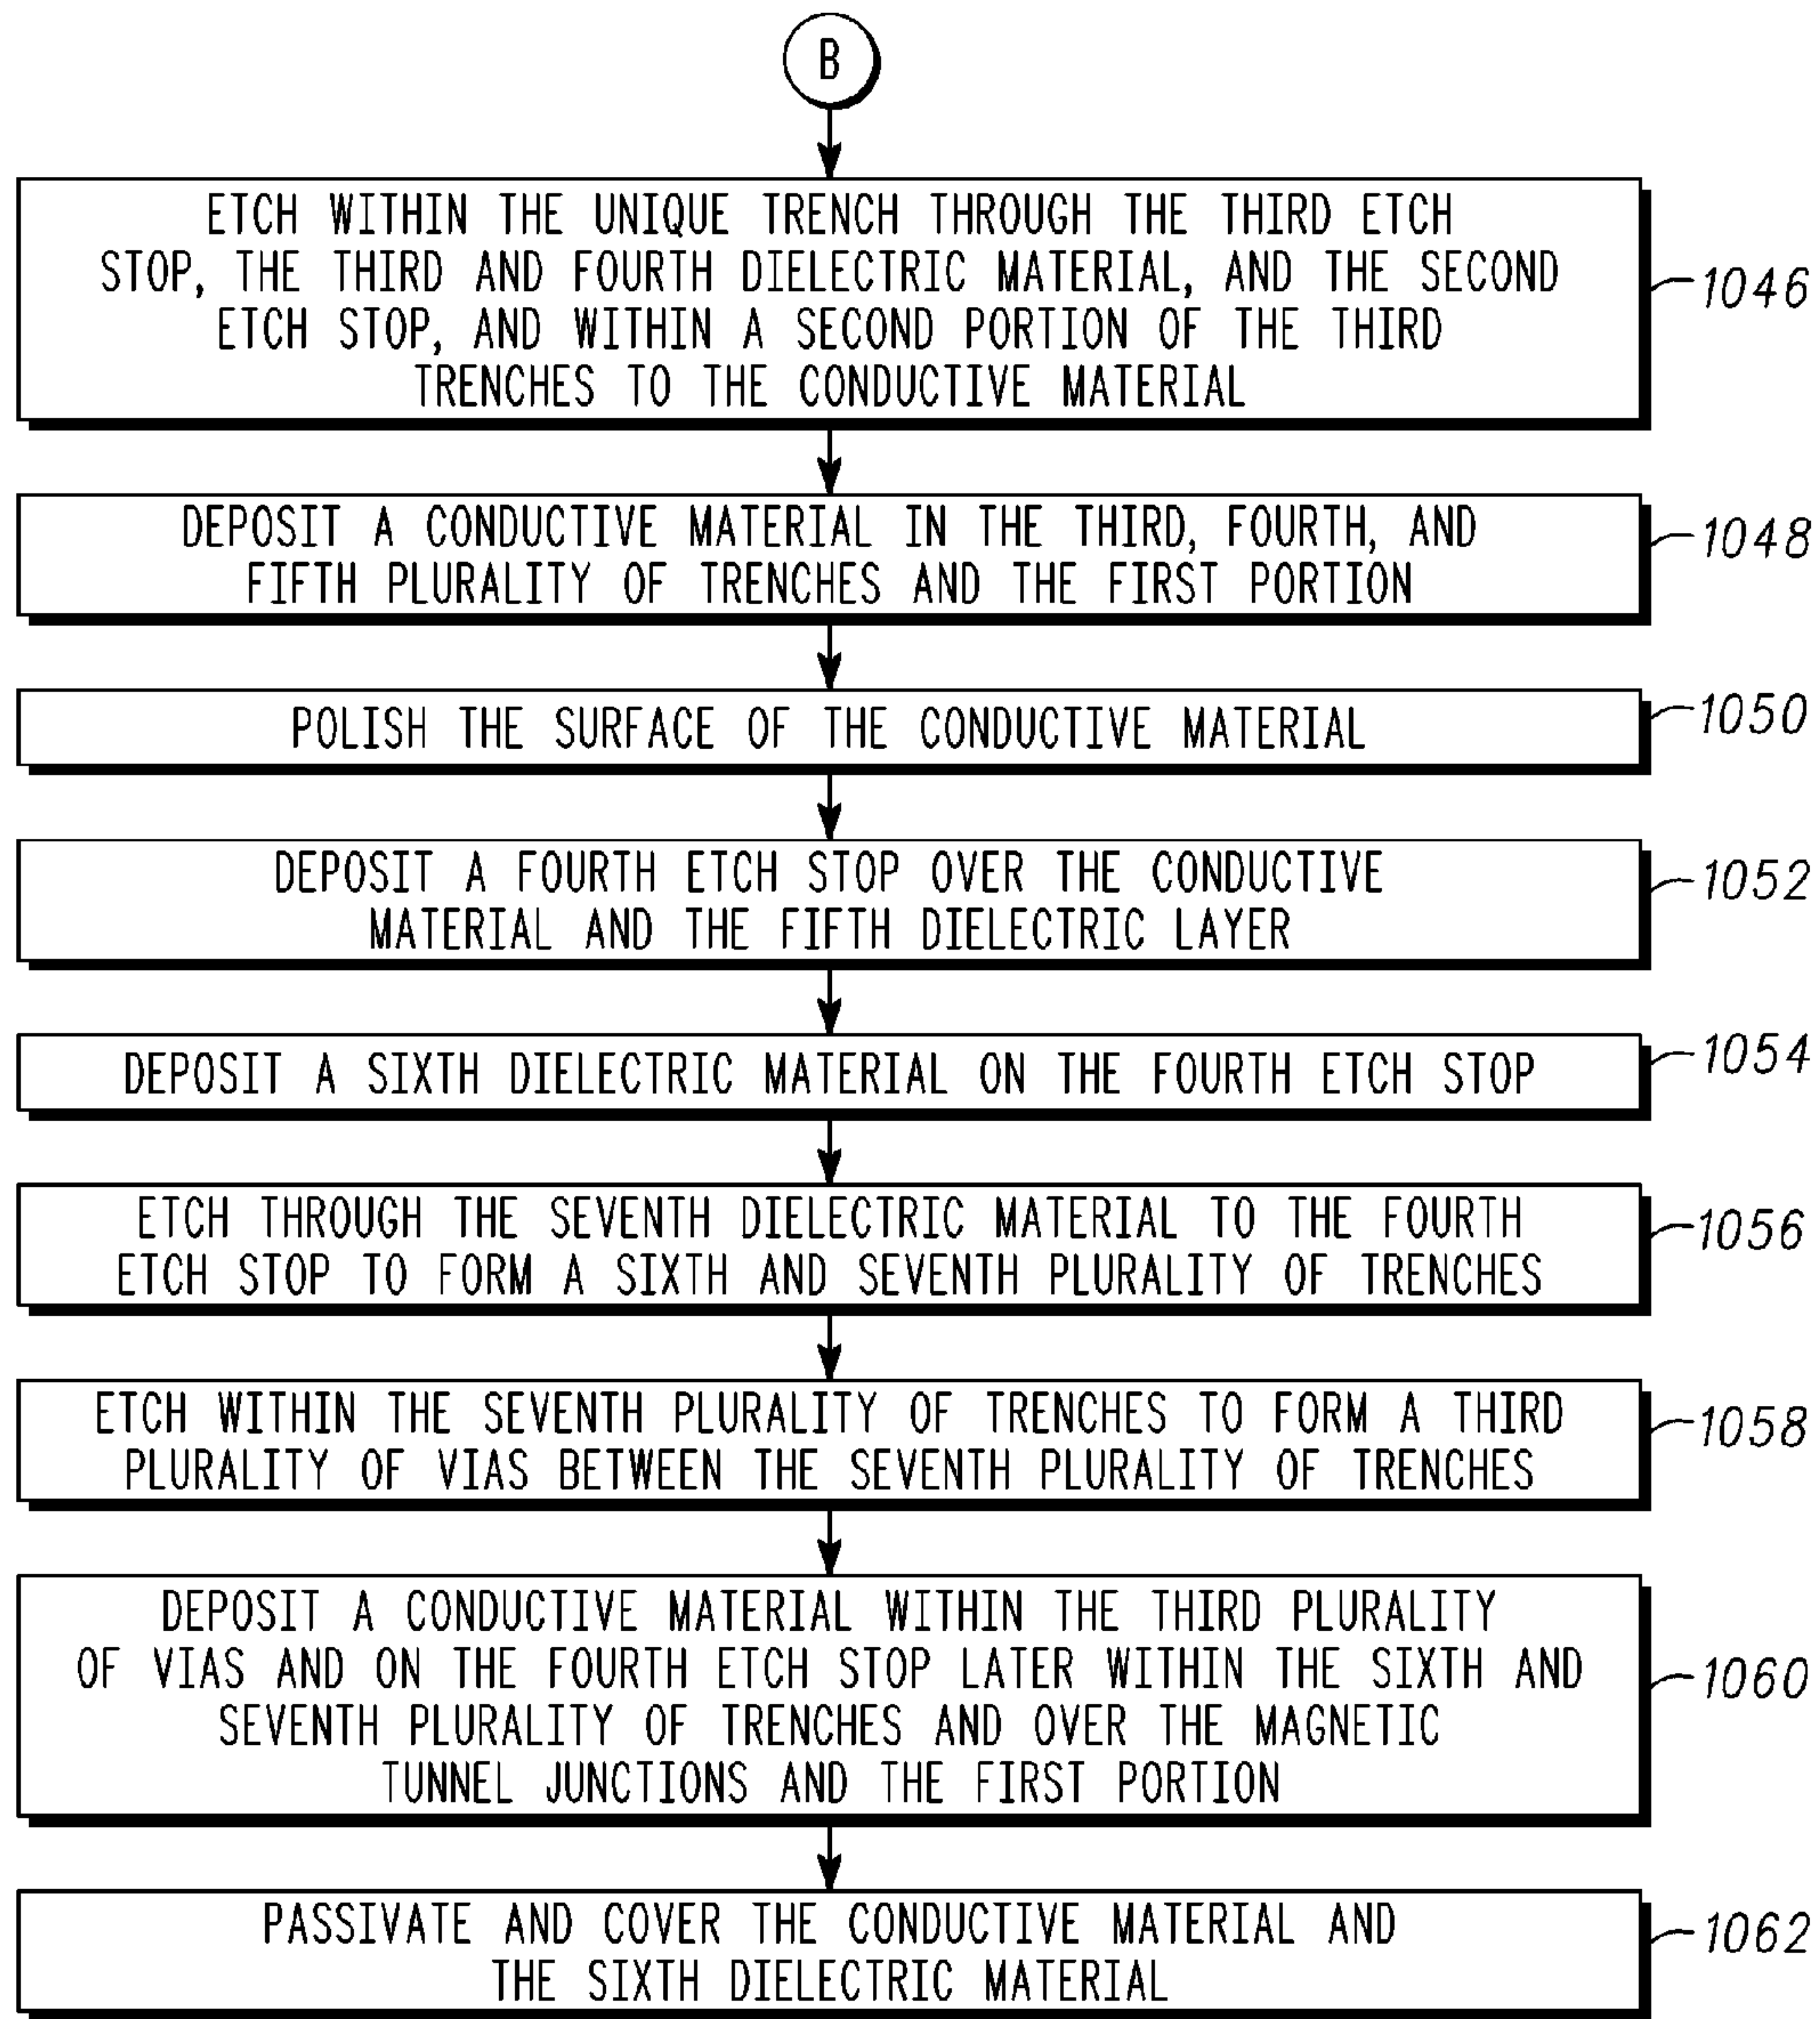 B
ETCH WITHIN THE UNIQUE TRENCH THROUGH THE THIRD ETCH
STOP, THE THIRD AND FOURTH DIELECTRIC MATERIAL, AND THE SECOND
ETCH STOP, AND WITHIN A SECOND PORTION OF THE THIRD
TRENCHES TO THE CONDUCTIVE MATERIAL
1046
DEPOSIT A CONDUCTIVE MATERIAL IN THE THIRD, FOURTH, AND
FIFTH PLURALITY OF TRENCHES AND THE FIRST PORTION
1048
POLISH THE SURFACE OF THE CONDUCTIVE MATERIAL
1050
DEPOSIT A FOURTH ETCH STOP OVER THE CONDUCTIVE
MATERIAL AND THE FIFTH DIELECTRIC LAYER
1052
DEPOSIT A SIXTH DIELECTRIC MATERIAL ON THE FOURTH ETCH STOP
1054
ETCH THROUGH THE SEVENTH DIELECTRIC MATERIAL TO THE FOURTH
ETCH STOP TO FORM A SIXTH AND SEVENTH PLURALITY OF TRENCHES
1056
ETCH WITHIN THE SEVENTH PLURALITY OF TRENCHES TO FORM A THIRD
PLURALITY OF VIAS BETWEEN THE SEVENTH PLURALITY OF TRENCHES
1058
DEPOSIT A CONDUCTIVE MATERIAL WITHIN THE THIRD PLURALITY
OF VIAS AND ON THE FOURTH ETCH STOP LATER WITHIN THE SIXTH AND
SEVENTH PLURALITY OF TRENCHES AND OVER THE MAGNETIC
TUNNEL JUNCTIONS AND THE FIRST PORTION
1060
PASSIVATE AND COVER THE CONDUCTIVE MATERIAL AND
THE SIXTH DIELECTRIC MATERIAL
1062